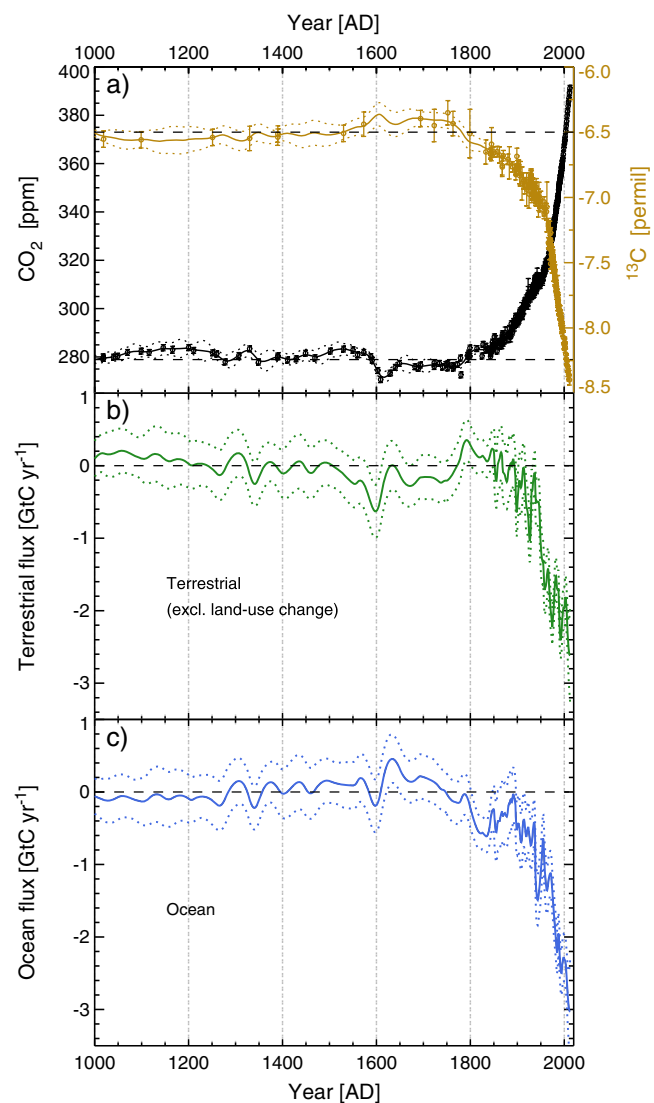 Year [AD]
1000 1200 1400 1600 1800 2000
a)
400
380
360
340
320
300
280
CO2 [ppm]
-6.0
-6.5
-7.0
-7.5
-8.0
-8.5
13C [permil]
b)
1
0
-1
-2
-3
Terrestrial flux [GtC yr-1]
Terrestrial
(excl. land-use change)
c)
1
0
-1
-2
-3
Ocean flux [GtC yr-1]
Ocean
1000 1200 1400 1600 1800 2000
Year [AD]